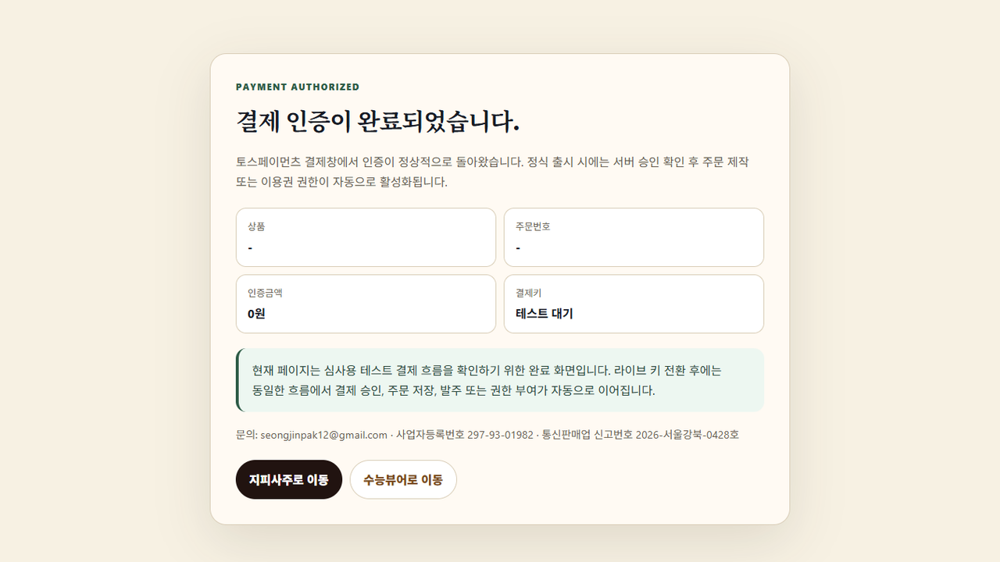 PAYMENT AUTHORIZED
결제 인증이 완료되었습니다.
토스페이먼츠 결제창에서 인증이 정상적으로 돌아왔습니다. 정식 출시 시에는 서버 승인 확인 후 주문 제작
또는 이용권 권한이 자동으로 활성화됩니다.
상품
-
주문번호
-
인증금액
0원
결제키
테스트 대기
현재 페이지는 심사용 테스트 결제 흐름을 확인하기 위한 완료 화면입니다. 라이브 키 전환 후에는
동일한 흐름에서 결제 승인, 주문 저장, 발주 또는 권한 부여가 자동으로 이어집니다.
문의: seongjinpak12@gmail.com · 사업자등록번호 297-93-01982 · 통신판매업 신고번호 2026-서울강북-0428호
지피사주로 이동
수능뷰어로 이동